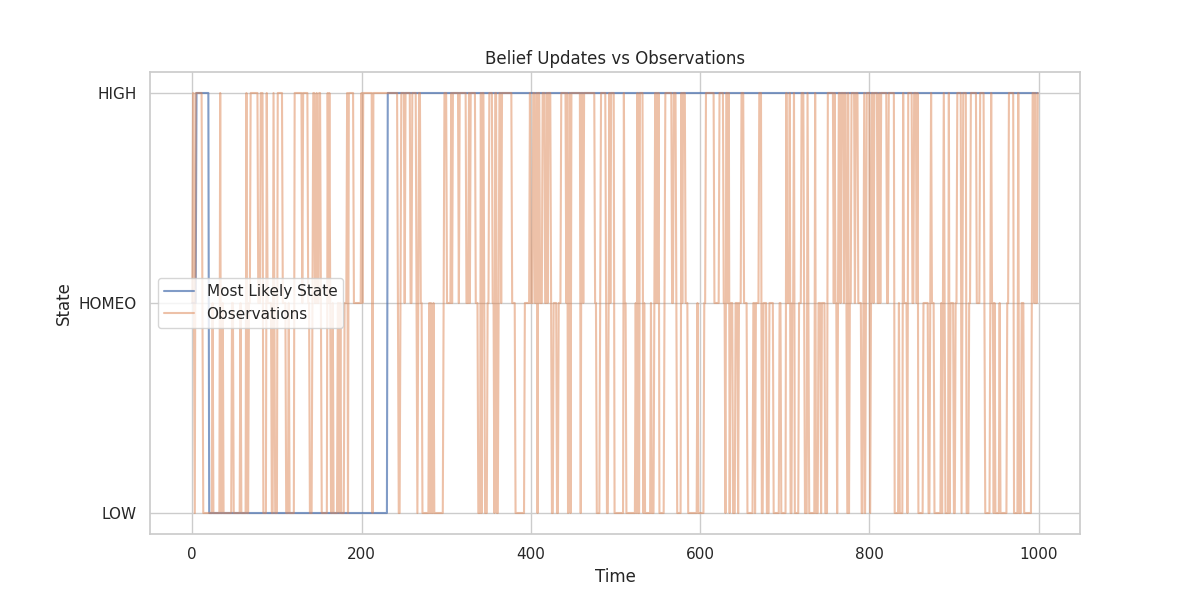 Belief Updates vs Observations
HIGH
HOMEO
LOW
State
Most Likely State
Observations
0 200 400 600 800 1000
Time